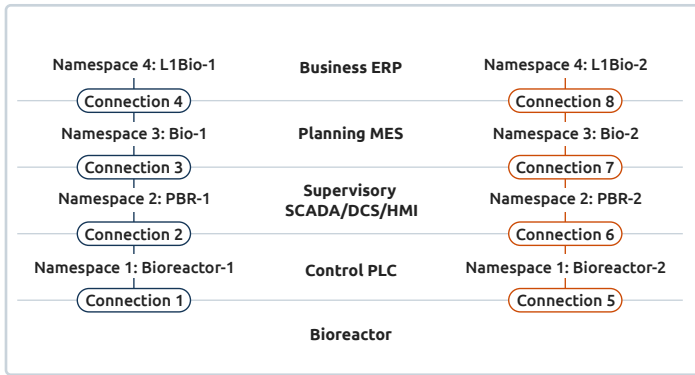 Namespace 4: L1Bio-1
Business ERP
Namespace 4: L1Bio-2
Connection 4
Connection 8
Namespace 3: Bio-1
Planning MES
Namespace 3: Bio-2
Connection 3
Connection 7
Namespace 2: PBR-1
Supervisory
SCADA/DCS/HMI
Namespace 2: PBR-2
Connection 2
Connection 6
Namespace 1: Bioreactor-1
Control PLC
Namespace 1: Bioreactor-2
Connection 1
Connection 5
Bioreactor